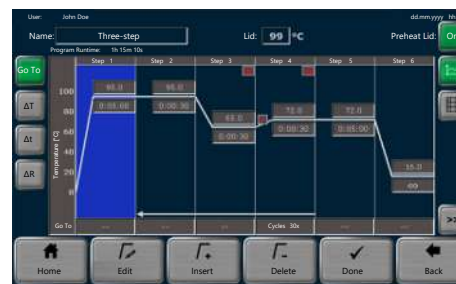 User: John Doe dd.mm.yyyy hh
Name: Three-step Lid: 99 °C Preheat Lid: On
Program Runtime: 1h 15m 10s
Step 1 Step 2 Step 3 Step 4 Step 5 Step 6
Go To
ΔT
Δt
ΔR
Temperature [°C]
100
80
60
40
20
0
95.0 95.0
0:05:00 0:00:30
65.0 72.0 72.0
0:00:30 0:00:30 0:05:00
15.0
∞
Go To --- --- --- Cycles 30x --- ---
>>
Home Edit Insert Delete Done Back